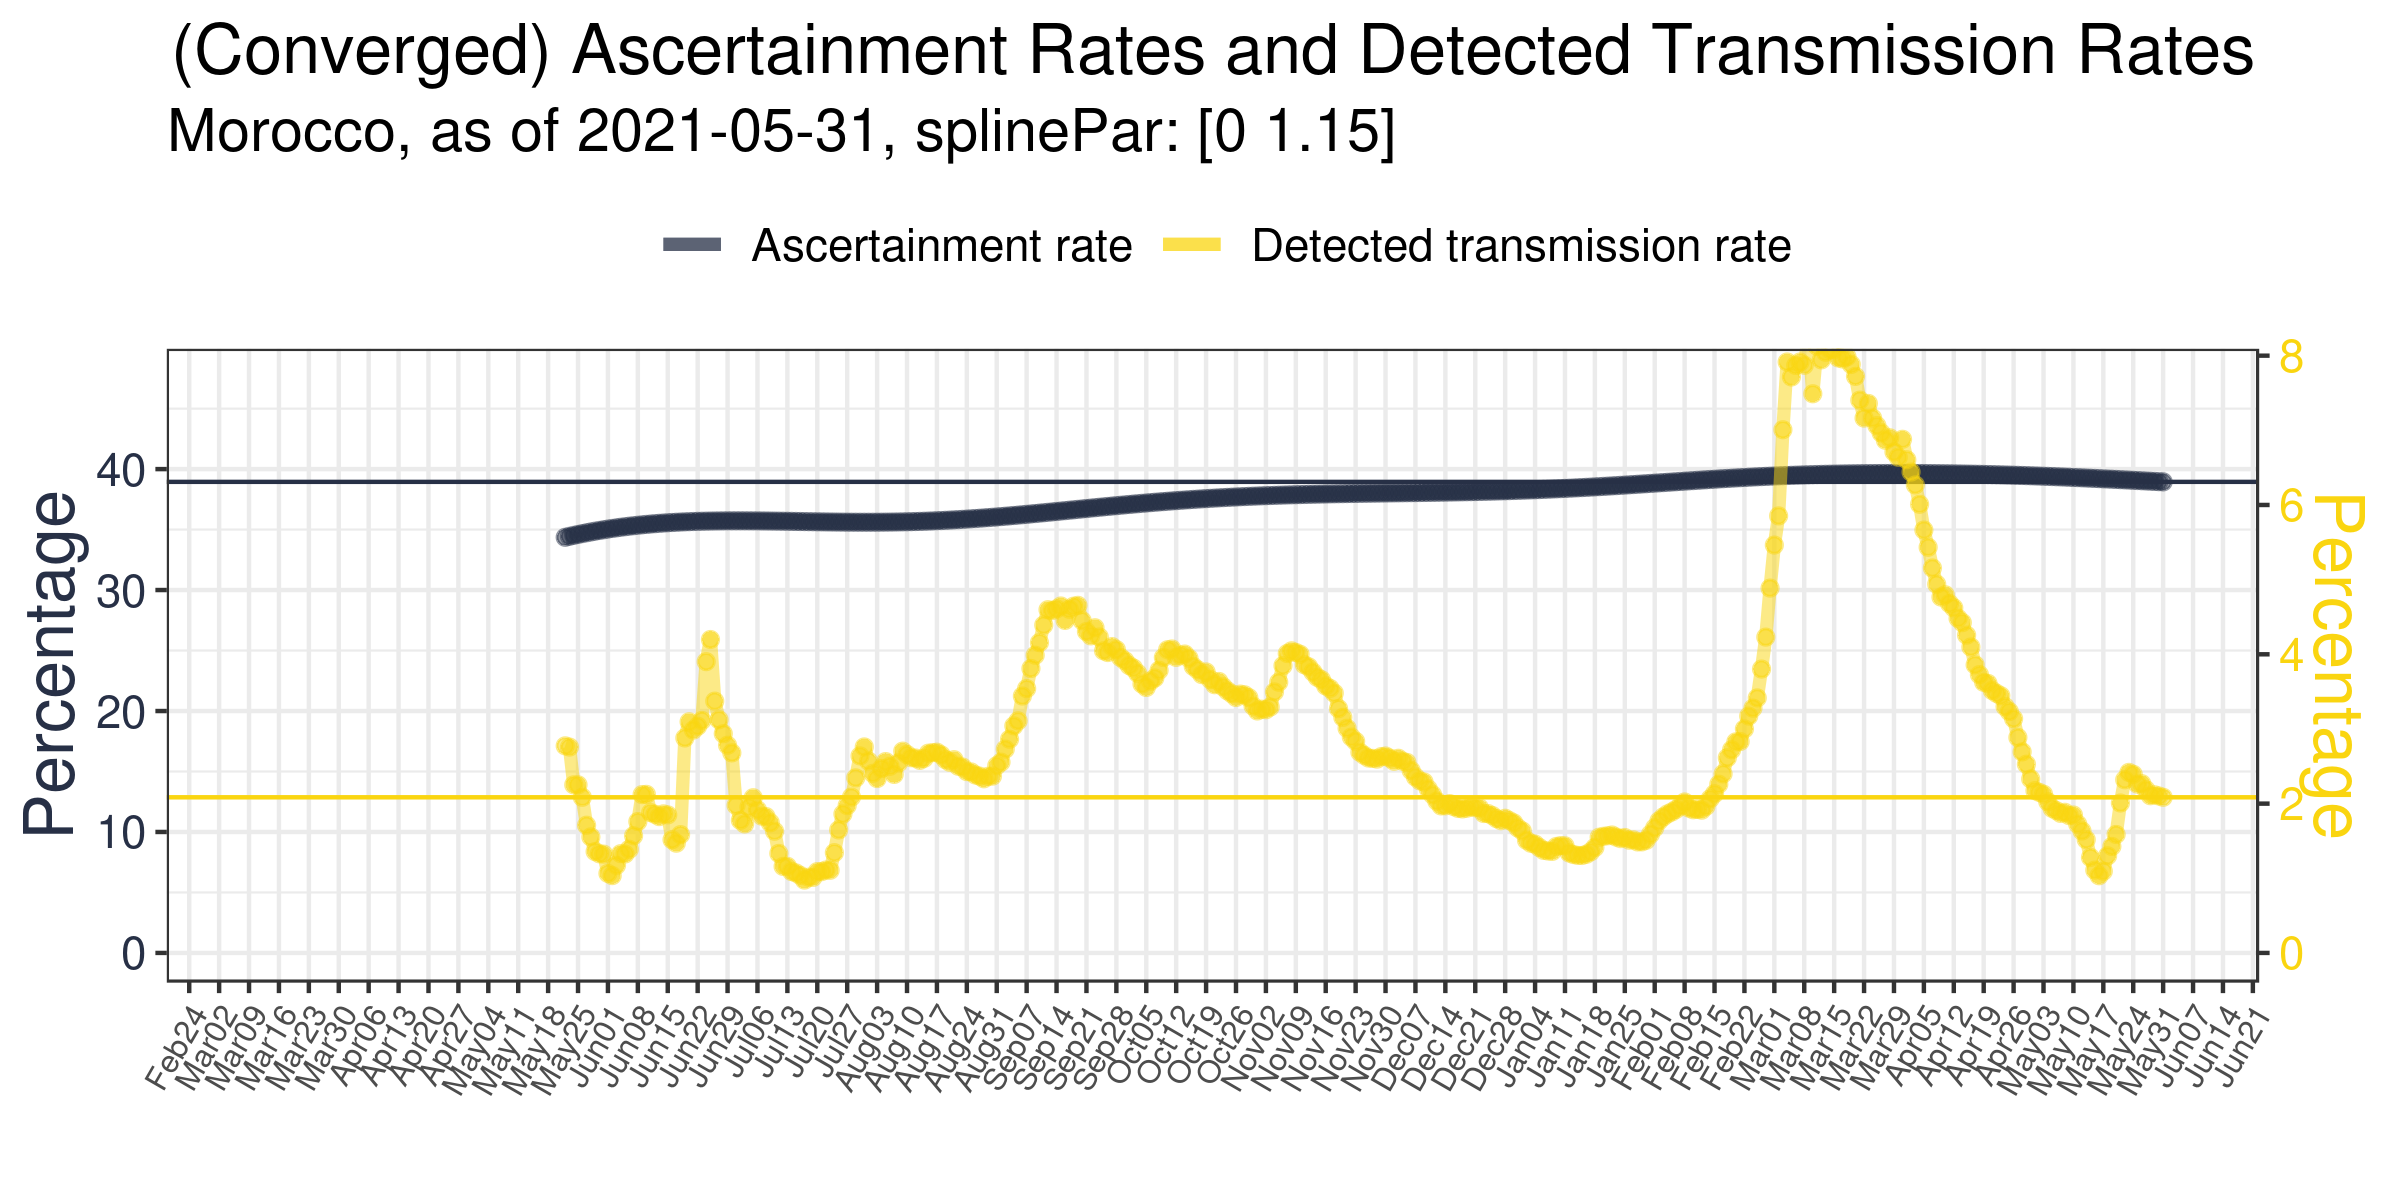 (Converged) Ascertainment Rates and Detected Transmission Rates
Morocco, as of 2021-05-31, splinePar: [0 1.15]
Ascertainment rate
Detected transmission rate
Percentage
40
30
20
10
0
8
6
4
2
0
Percentage
Feb24
Mar02
Mar09
Mar16
Mar23
Mar30
Apr06
Apr13
Apr20
Apr27
May04
May11
May18
May25
Jun01
Jun08
Jun15
Jun22
Jun29
Jul06
Jul13
Jul20
Jul27
Aug03
Aug10
Aug17
Aug24
Aug31
Sep07
Sep14
Sep21
Sep28
Oct05
Oct12
Oct19
Oct26
Nov02
Nov09
Nov16
Nov23
Nov30
Dec07
Dec14
Dec21
Dec28
Jan04
Jan11
Jan18
Jan25
Feb01
Feb08
Feb15
Feb22
Mar01
Mar08
Mar15
Mar22
Mar29
Apr05
Apr12
Apr19
Apr26
May03
May10
May17
May24
May31
Jun07
Jun14
Jun21